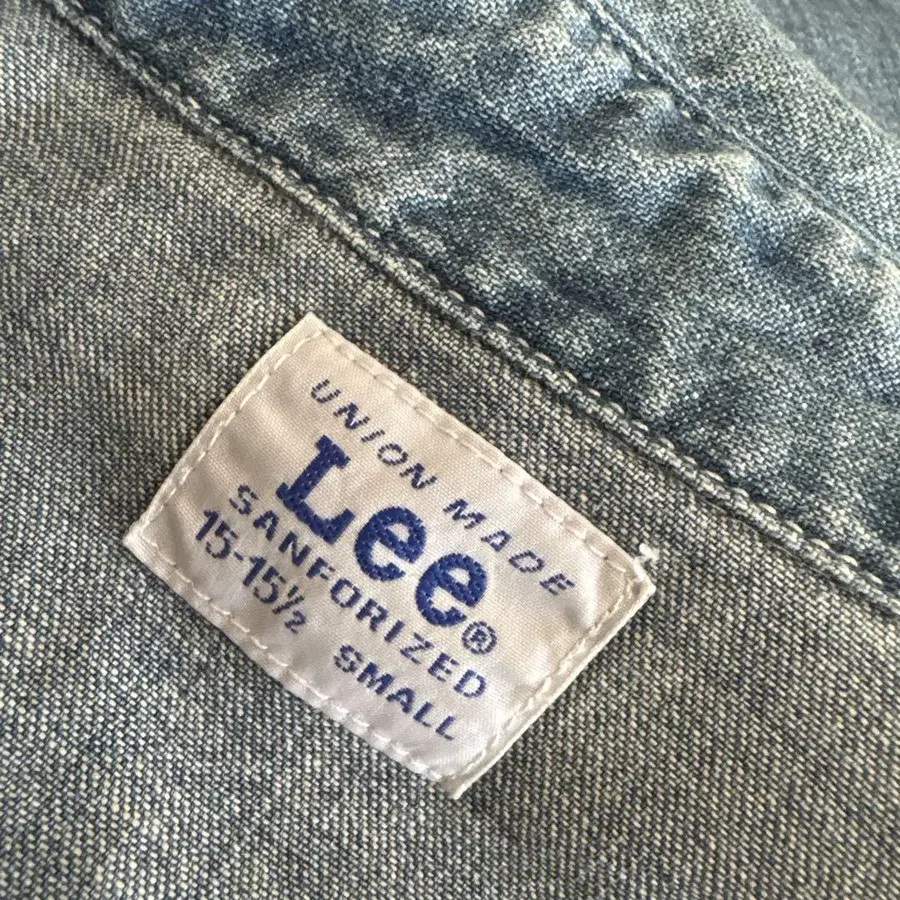 UNION MADE
Lee®
SANFORIZED
15-15½ SMALL